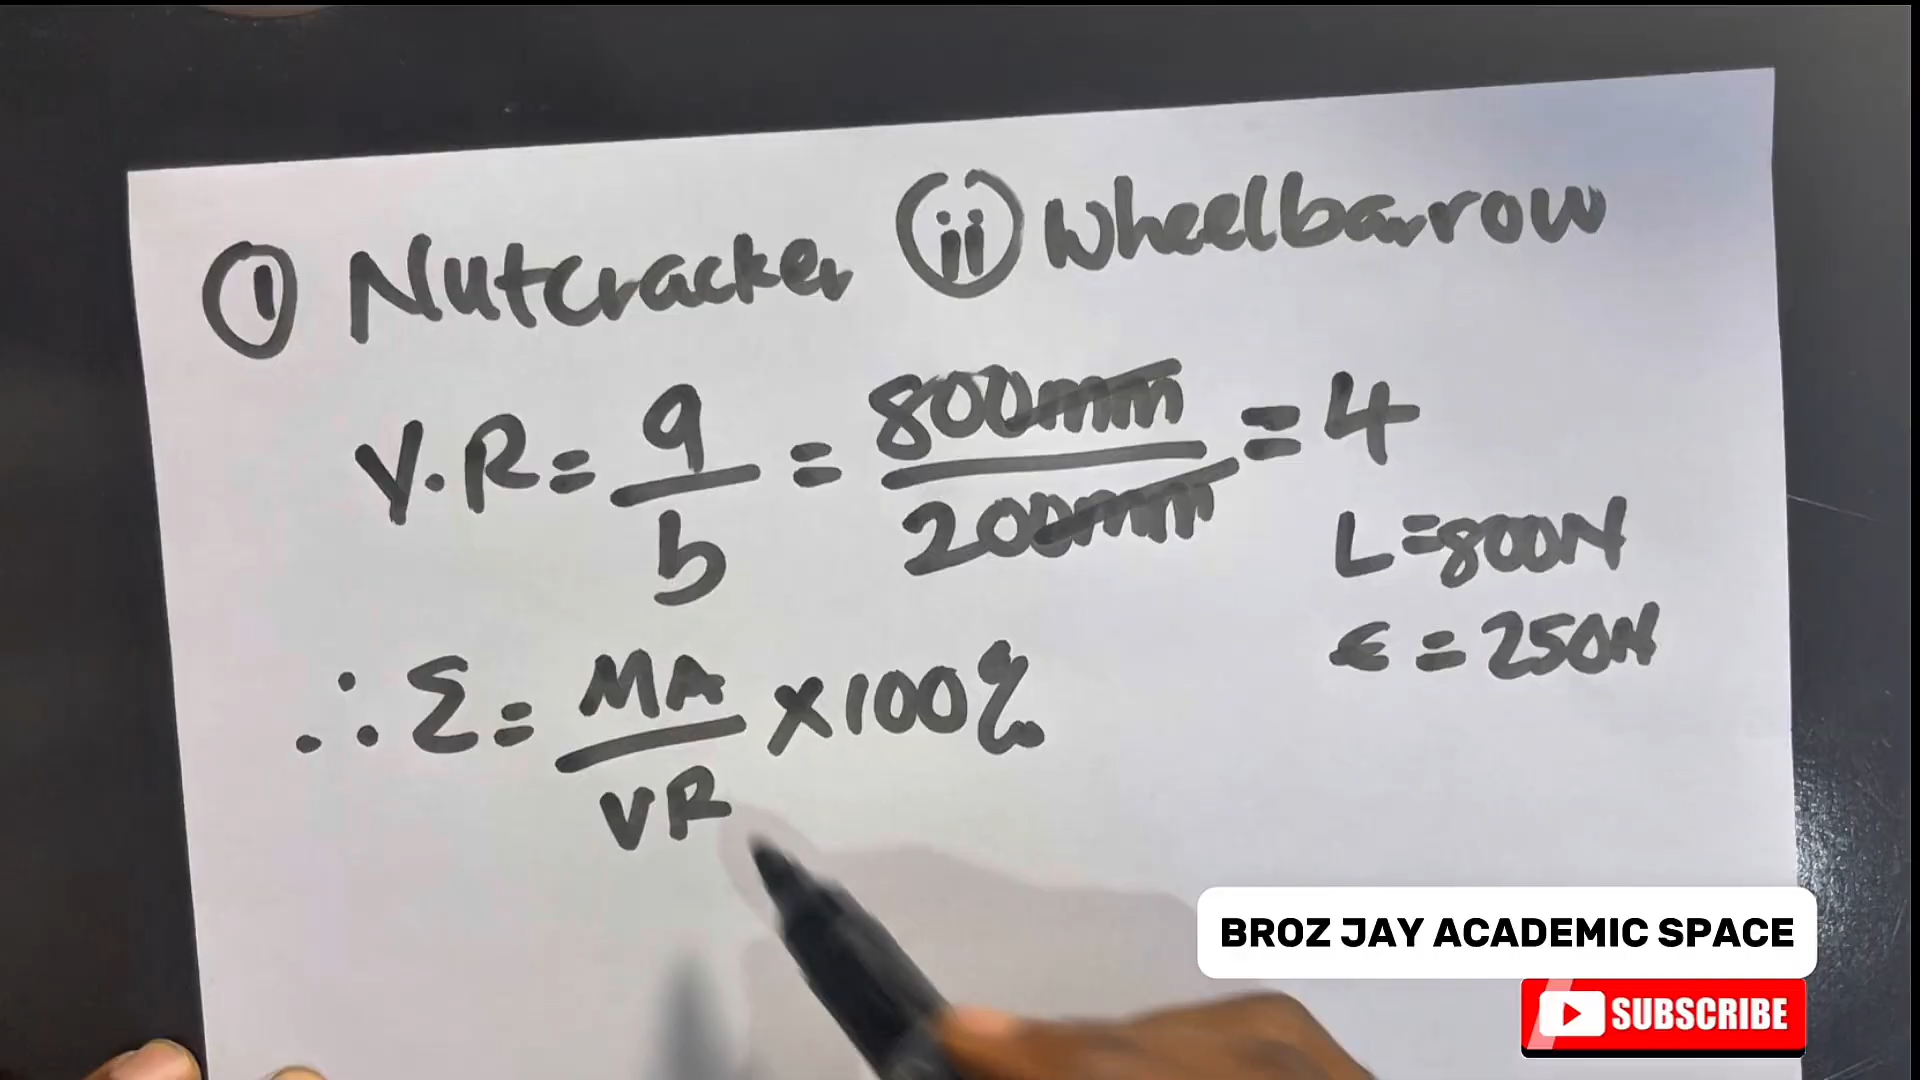 ① Nutcracker ⓘⓘ Wheelbarrow
V.R = a/b = 800mm/200mm = 4
L = 800N
E = 250N
∴ Σ = MA/VR × 100%
BROZ JAY ACADEMIC SPACE
SUBSCRIBE